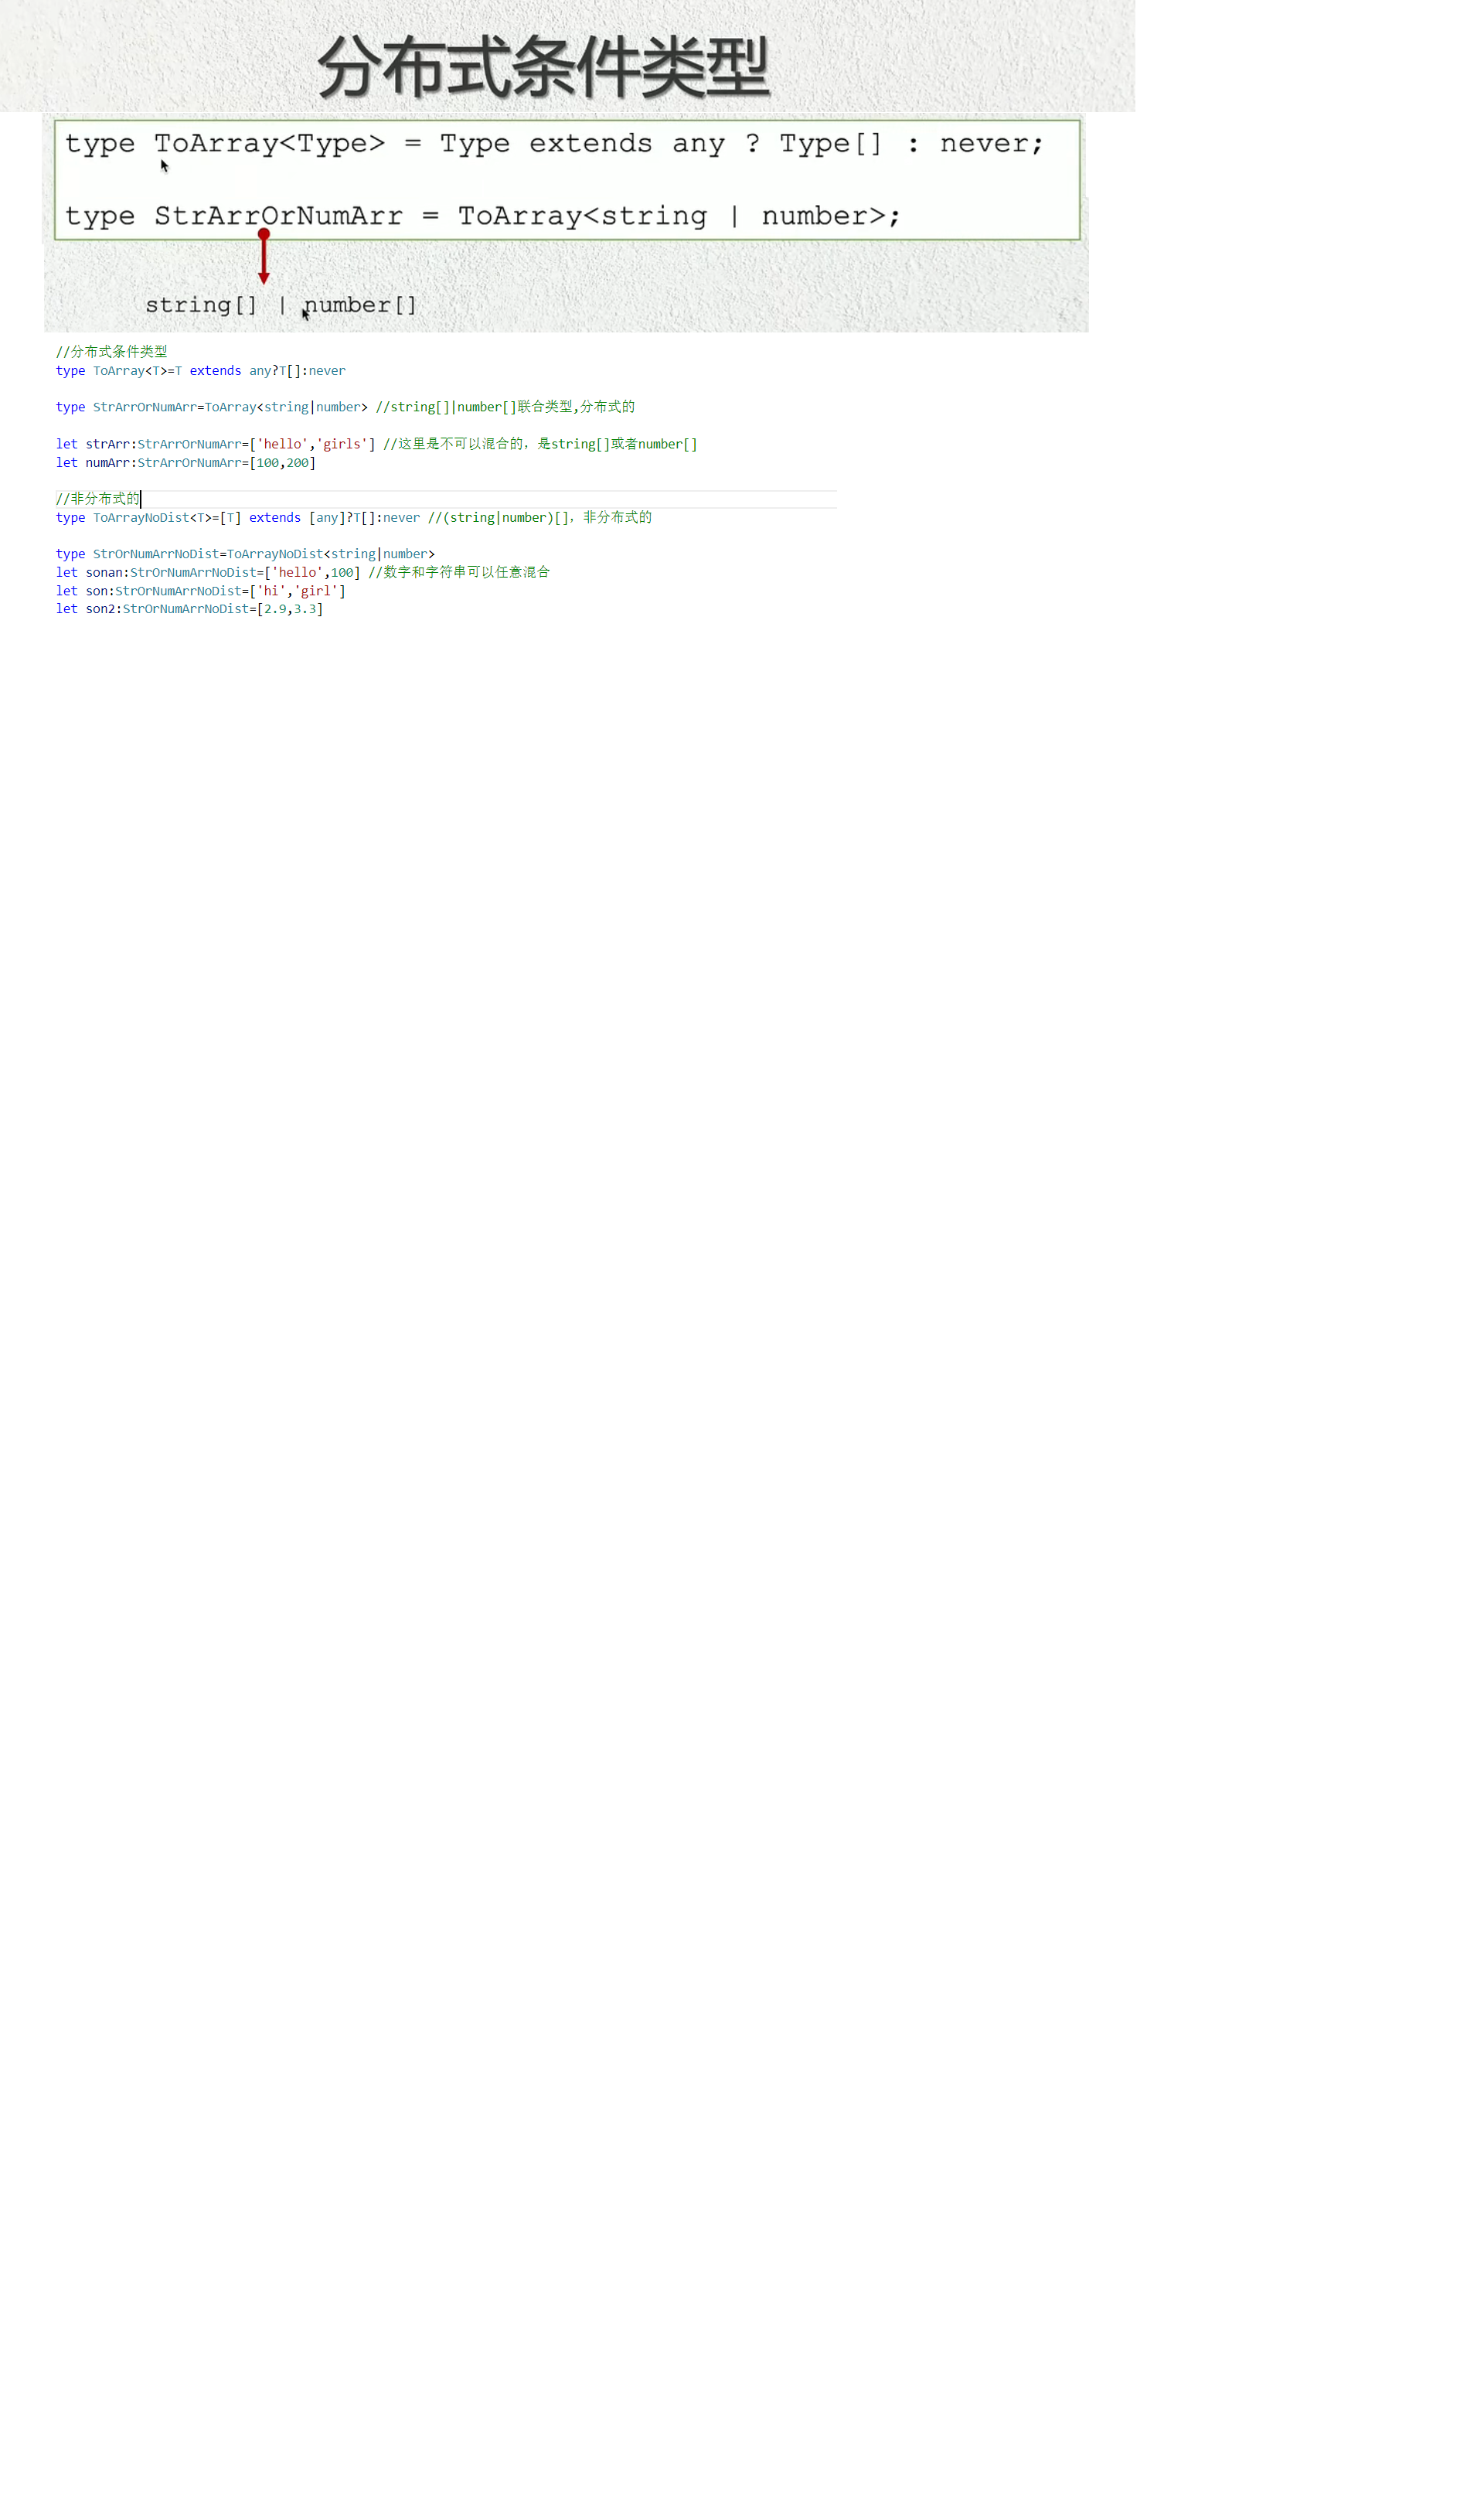 分布式条件类型
type ToArray<Type> = Type extends any ? Type[] : never;
type StrArrOrNumArr = ToArray<string | number>;
string[] | number[]
//分布式条件类型
type ToArray<T>=T extends any?T[]:never
type StrArrOrNumArr=ToArray<string|number> //string[]|number[]联合类型,分布式的
let strArr:StrArrOrNumArr=['hello','girls'] //这里是不可以混合的，是string[]或者number[]
let numArr:StrArrOrNumArr=[100,200]
//非分布式的
type ToArrayNoDist<T>=[T] extends [any]?T[]:never //(string|number)[]，非分布式的
type StrOrNumArrNoDist=ToArrayNoDist<string|number>
let sonan:StrOrNumArrNoDist=['hello',100] //数字和字符串可以任意混合
let son:StrOrNumArrNoDist=['hi','girl']
let son2:StrOrNumArrNoDist=[2.9,3.3]